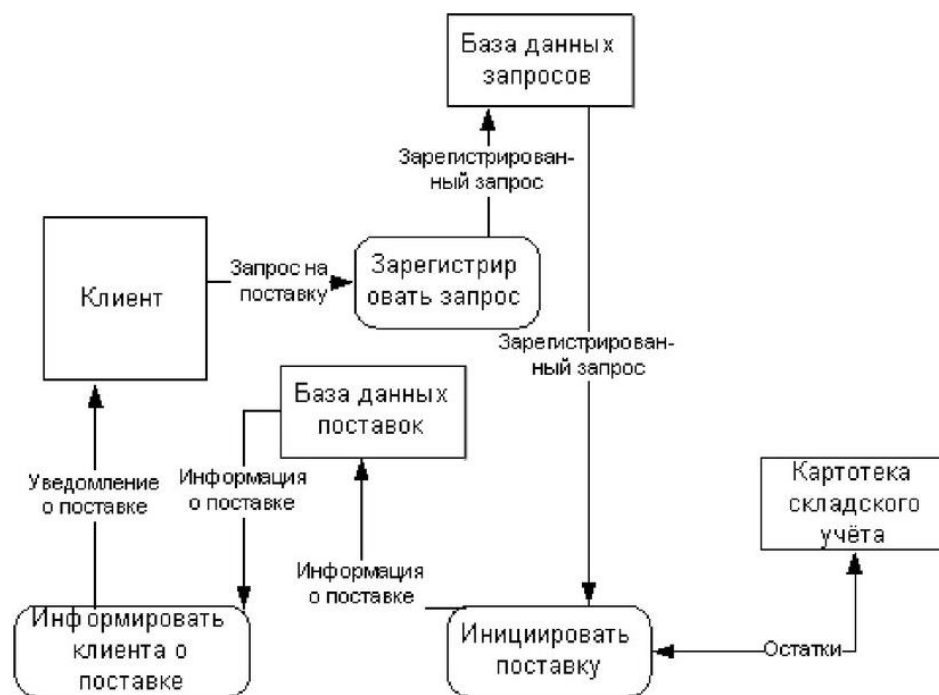 База данных
запросов
Зарегистрирован-
ный запрос
Клиент
Запрос на
поставку
Зарегистрир
овать запрос
Зарегистрирован-
ный запрос
База данных
поставок
Уведомление
о поставке
Информация
о поставке
Картотека
складского
учёта
Информация
о поставке
Информировать
клиента о
поставке
Инициировать
поставку
Остатки